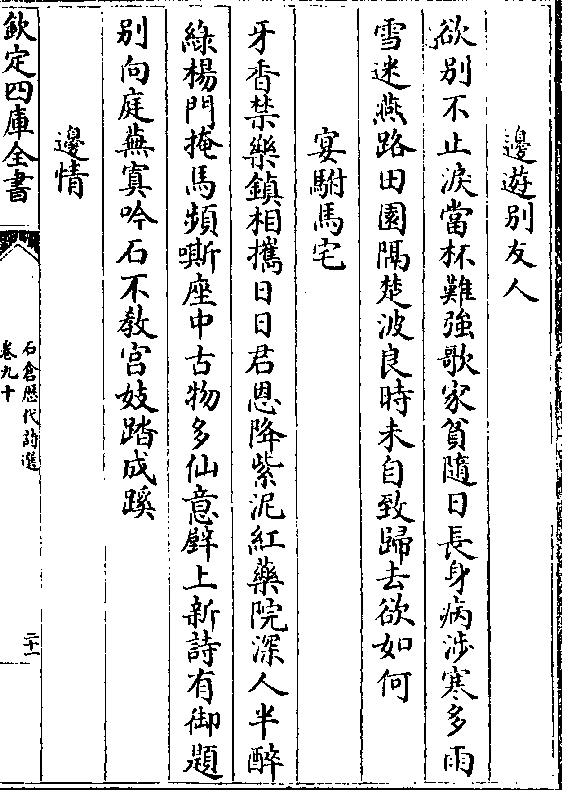 邊遊别友人
欲别不止淚當杯難強歌家貧隨日長身病涉寒多雨
雪迷燕路田園隔楚波良時未自致歸去欲如何
宴駙馬宅
牙香禁樂鎮相攜日日君恩降紫泥紅藥院深人半醉
綠楊門掩馬頻嘶座中古物多仙意壁上新詩有御題
别向庭蕪寘吟石不教宫妓踏成蹊
邊情
欽定四庫全書
石倉歴代詩選
卷九十
二十一